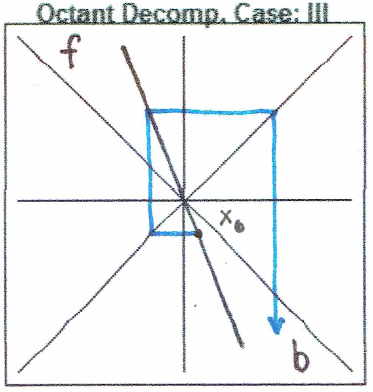 Octant Decomp. Case: III
f
x₀
b